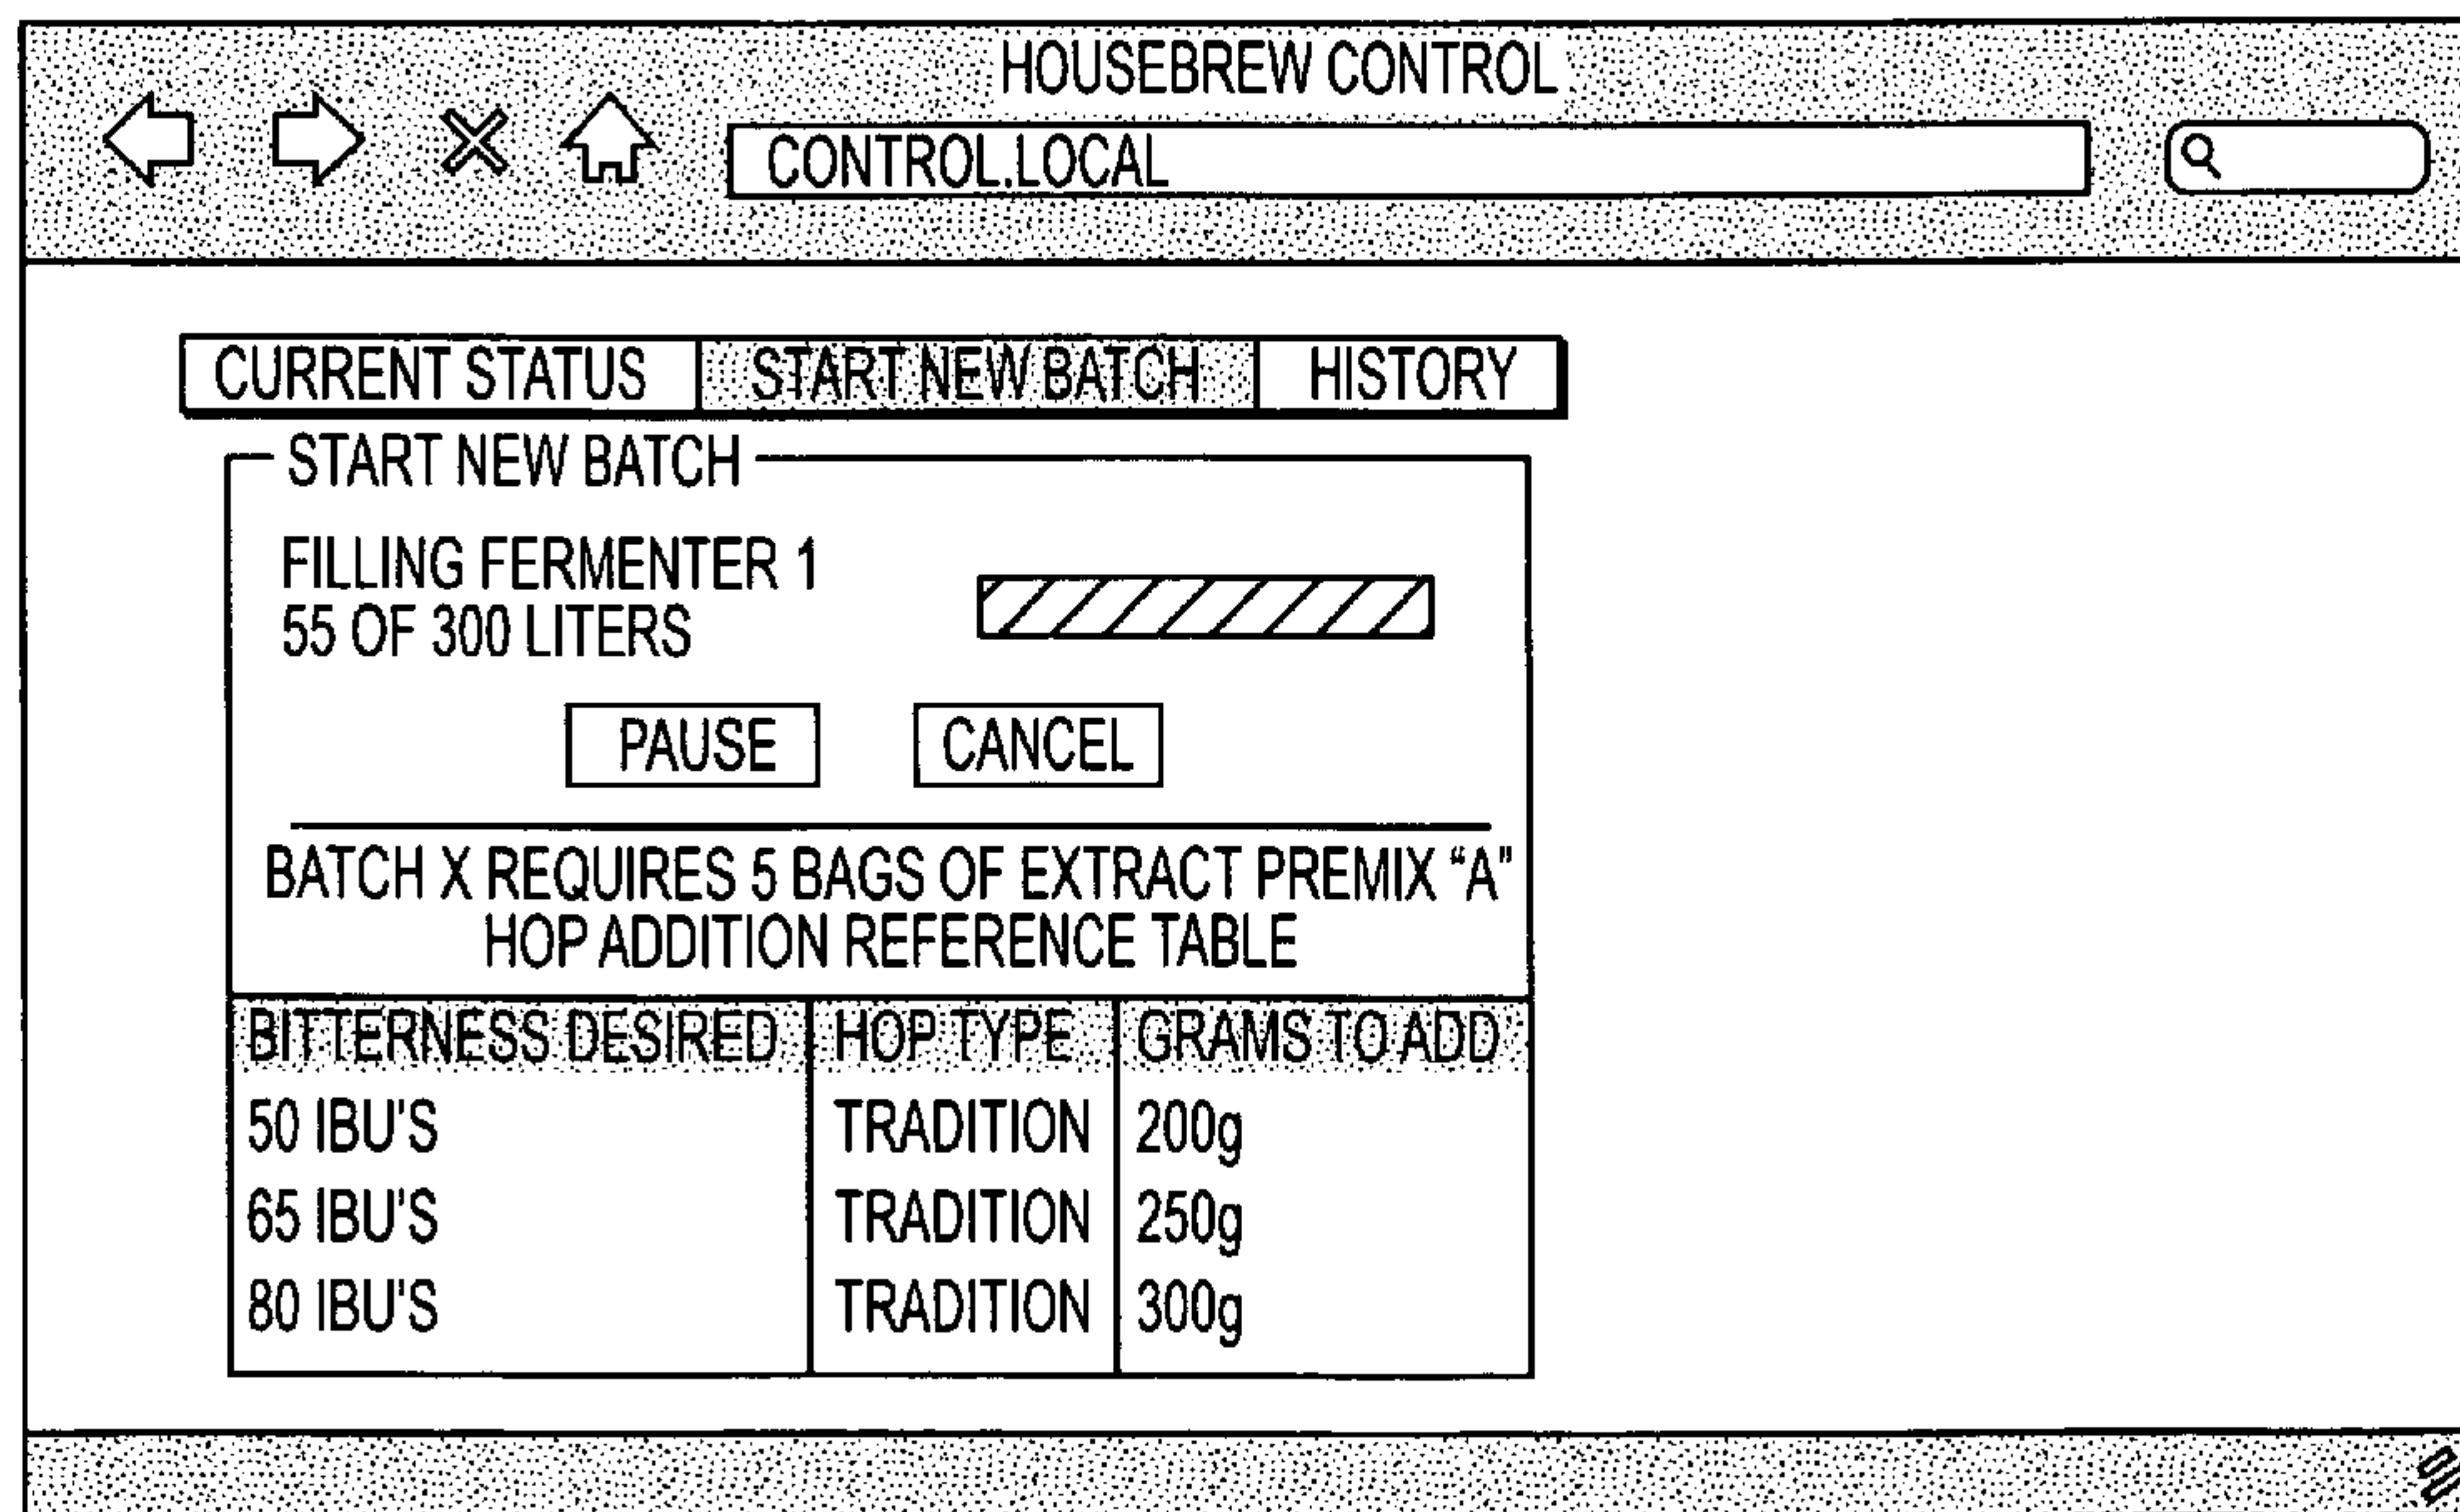 HOUSEBREW CONTROL
CONTROL.LOCAL
CURRENT STATUS START NEW BATCH HISTORY
START NEW BATCH
FILLING FERMENTER 1
55 OF 300 LITERS
PAUSE CANCEL
BATCH X REQUIRES 5 BAGS OF EXTRACT PREMIX “A”
HOP ADDITION REFERENCE TABLE
BITTERNESS DESIRED HOP TYPE GRAMS TO ADD
50 IBU'S TRADITION 200g
65 IBU'S TRADITION 250g
80 IBU'S TRADITION 300g